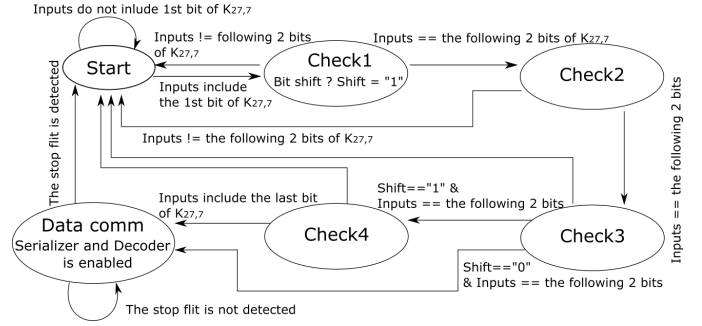 Inputs do not inlude 1st bit of K27,7
Inputs != following 2 bits
of K27,7
Start
Inputs include
the 1st bit of K27,7
Check1
Bit shift ? Shift = "1"
Inputs == the following 2 bits of K27,7
Check2
Inputs != the following 2 bits of K27,7
Inputs == the following 2 bits
The stop flit is detected
Inputs include the last bit
of K27,7
Shift=="1" &
Inputs == the following 2 bits
Data comm
Serializer and Decoder
is enabled
Check4
Check3
Shift=="0"
& Inputs == the following 2 bits
The stop flit is not detected